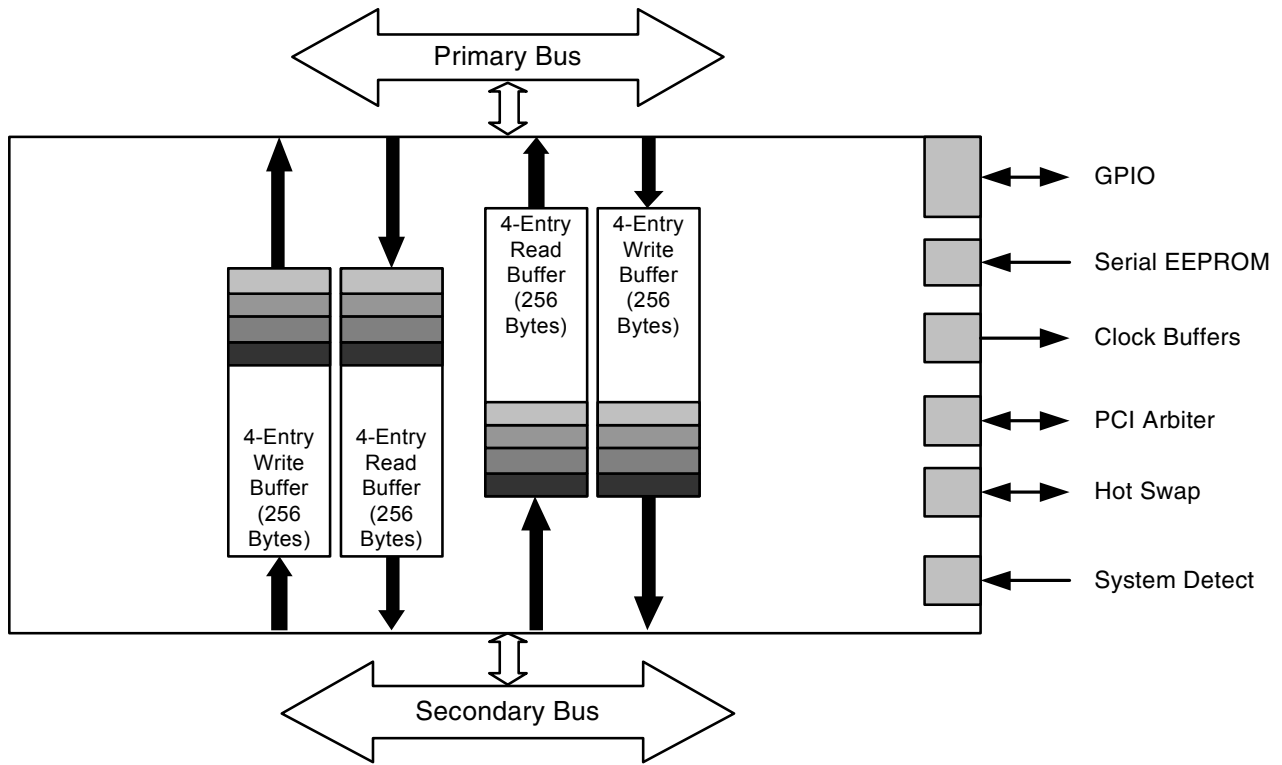 Primary Bus
4-Entry
Read
Buffer
(256
Bytes)
4-Entry
Write
Buffer
(256
Bytes)
4-Entry
Write
Buffer
(256
Bytes)
4-Entry
Read
Buffer
(256
Bytes)
GPIO
Serial EEPROM
Clock Buffers
PCI Arbiter
Hot Swap
System Detect
Secondary Bus